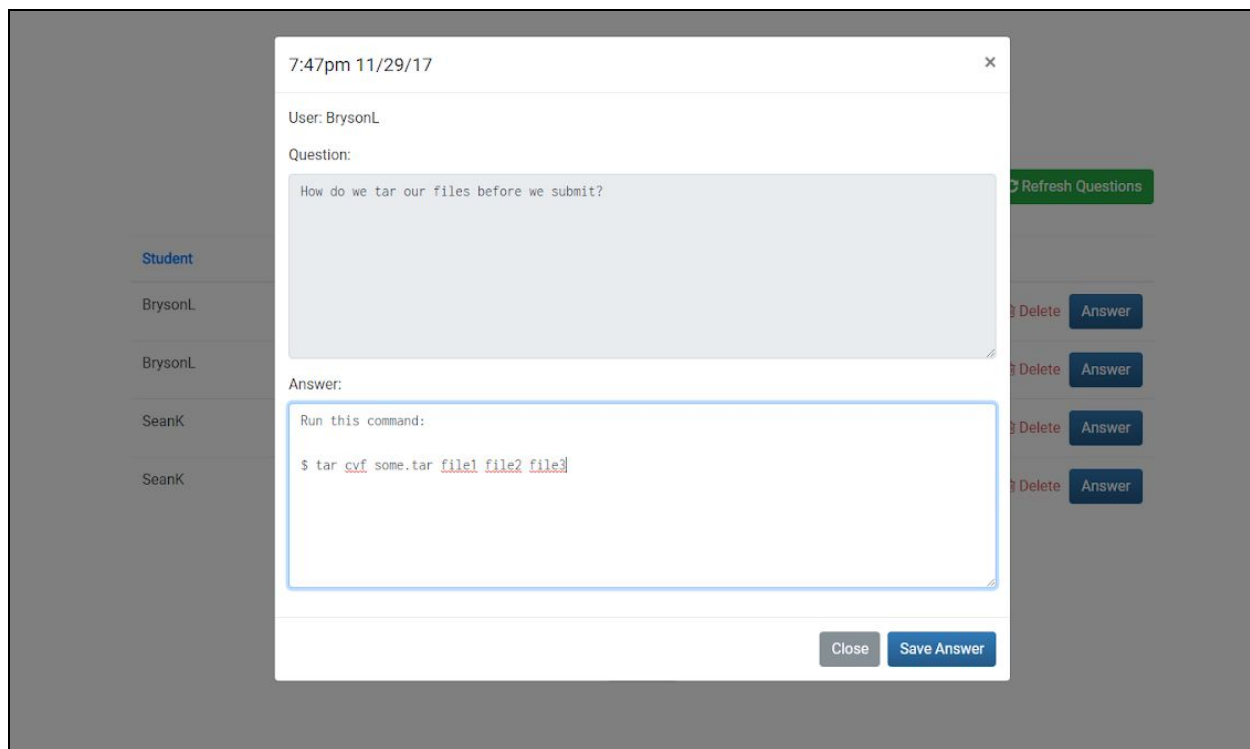 7:47pm 11/29/17 ×
User: BrysonL
Question:
How do we tar our files before we submit?
Refresh Questions
Student
BrysonL
Delete Answer
BrysonL
Delete Answer
Answer:
Run this command:
SeanK
Delete Answer
$ tar cvf some.tar file1 file2 file3
SeanK
Delete Answer
Close Save Answer